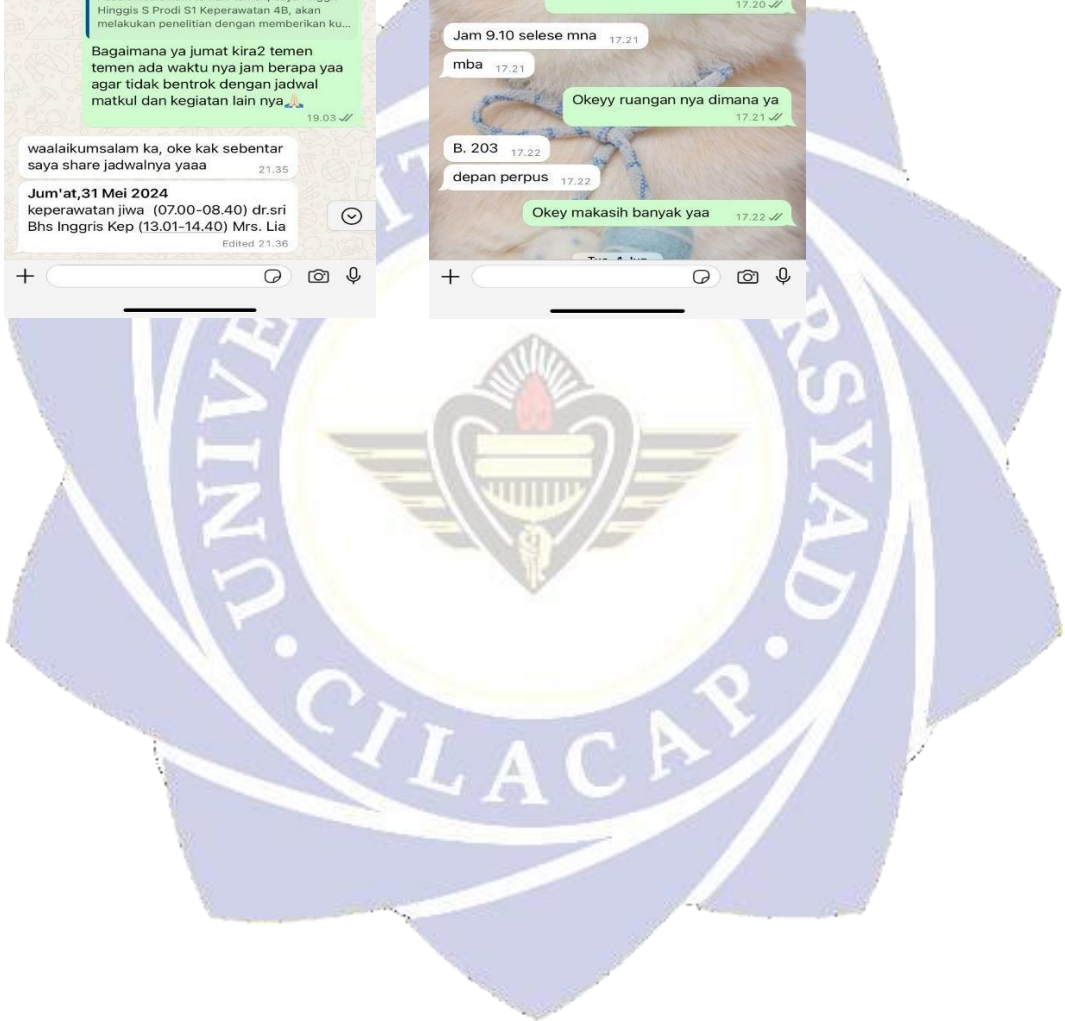 Hinggis S Prodi S1 Keperawatan 4B, akan
melakukan penelitian dengan memberikan ku...
Bagaimana ya jumat kira2 temen
temen ada waktu nya jam berapa yaa
agar tidak bentrok dengan jadwal
matkul dan kegiatan lain nya🙏🏻
19.03
waalaikumsalam ka, oke kak sebentar
saya share jadwalnya yaaa
21.35
Jum'at,31 Mei 2024
keperawatan jiwa (07.00-08.40) dr.sri
Bhs Inggris Kep (13.01-14.40) Mrs. Lia
Edited 21.36
17.20
Jam 9.10 selese mna 17.21
mba 17.21
Okeyy ruangan nya dimana ya
17.21
B. 203 17.22
depan perpus 17.22
Okey makasih banyak yaa 17.22
UNIVE
RSYAD
CILACAP